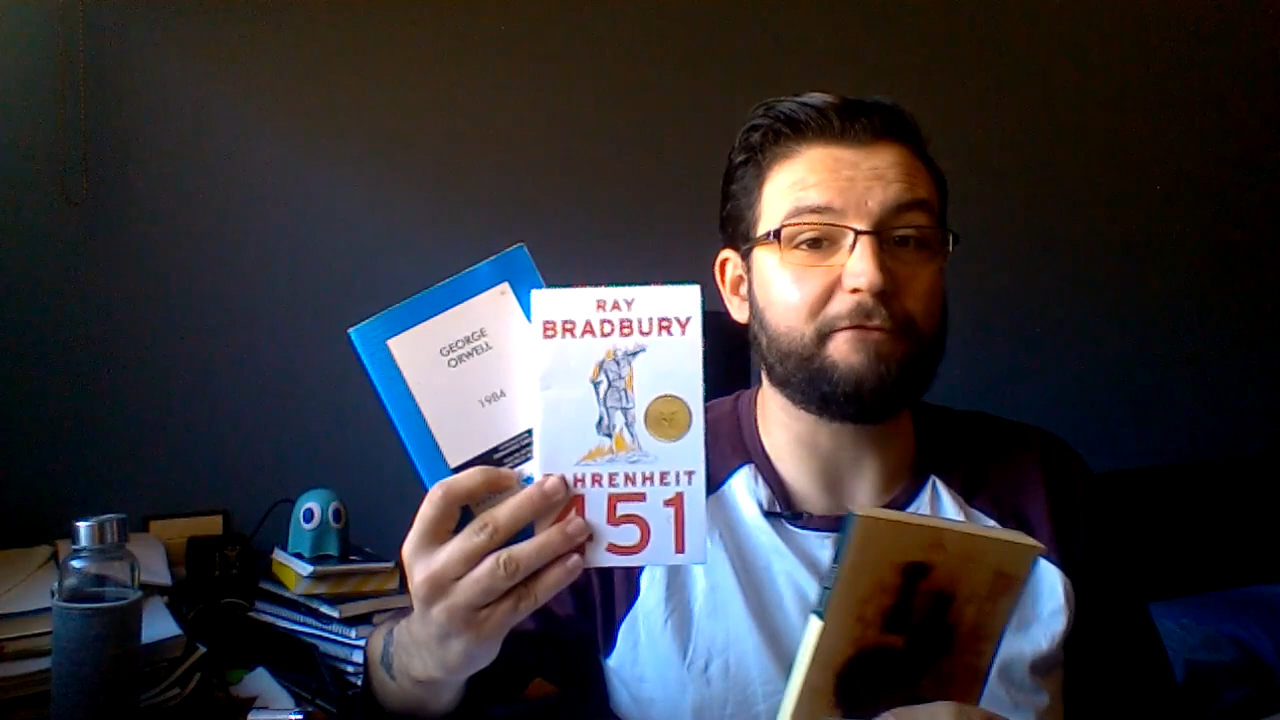 GEORGE
ORWELL
1984
RAY
BRADBURY
FAHRENHEIT
451